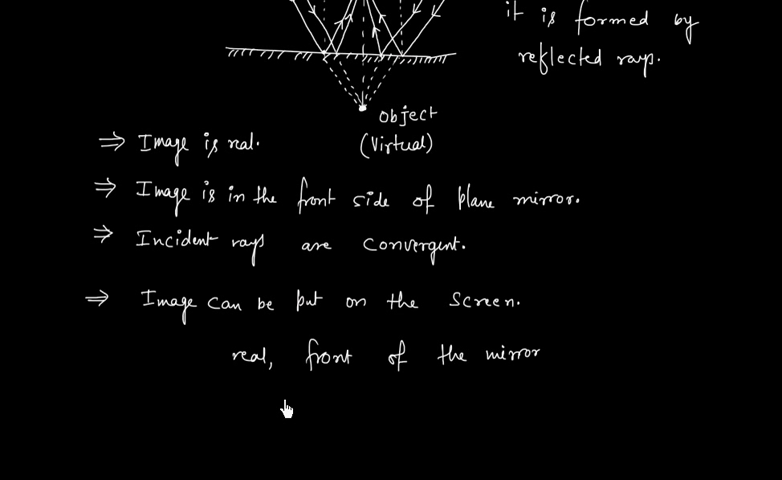 it is formed by
reflected rays.
object
(Virtual)
⇒ Image is real.
⇒ Image is in the front side of plane mirror.
⇒ Incident rays are convergent.
⇒ Image can be put on the screen.
real, front of the mirror